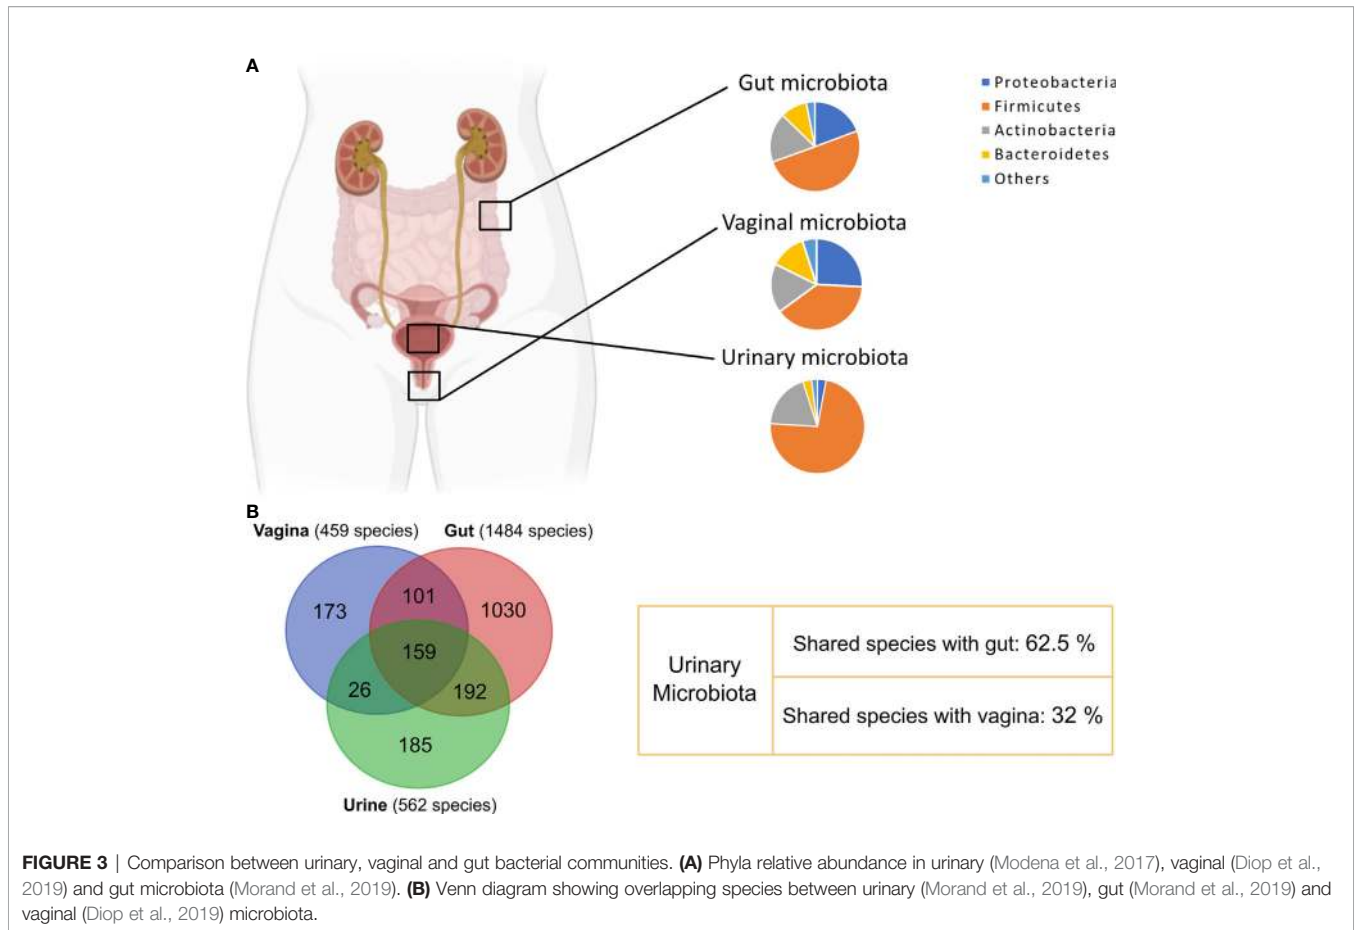 A
Gut microbiota
Proteobacteria
Firmicutes
Actinobacteria
Bacteroidetes
Others
Vaginal microbiota
Urinary microbiota
B
Vagina (459 species)
Gut (1484 species)
173
101
1030
159
26
192
185
Urine (562 species)
Urinary
Microbiota
Shared species with gut: 62.5 %
Shared species with vagina: 32 %
FIGURE 3 | Comparison between urinary, vaginal and gut bacterial communities. (A) Phyla relative abundance in urinary (Modena et al., 2017), vaginal (Diop et al.,
2019) and gut microbiota (Morand et al., 2019). (B) Venn diagram showing overlapping species between urinary (Morand et al., 2019), gut (Morand et al., 2019) and
vaginal (Diop et al., 2019) microbiota.